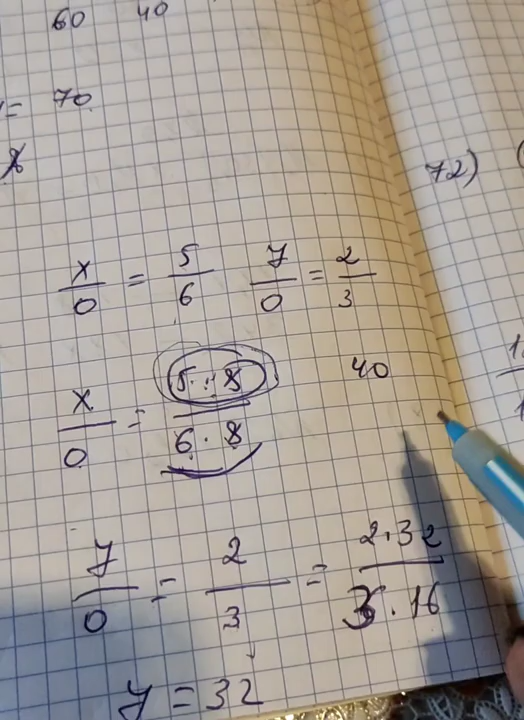 60 40
= 70
x
72) (
x/0 = 5/6 y/0 = 2/3
x/0 = 5·8/6·8 40
y/0 = 2/3 = 2·32/3·16
y = 32